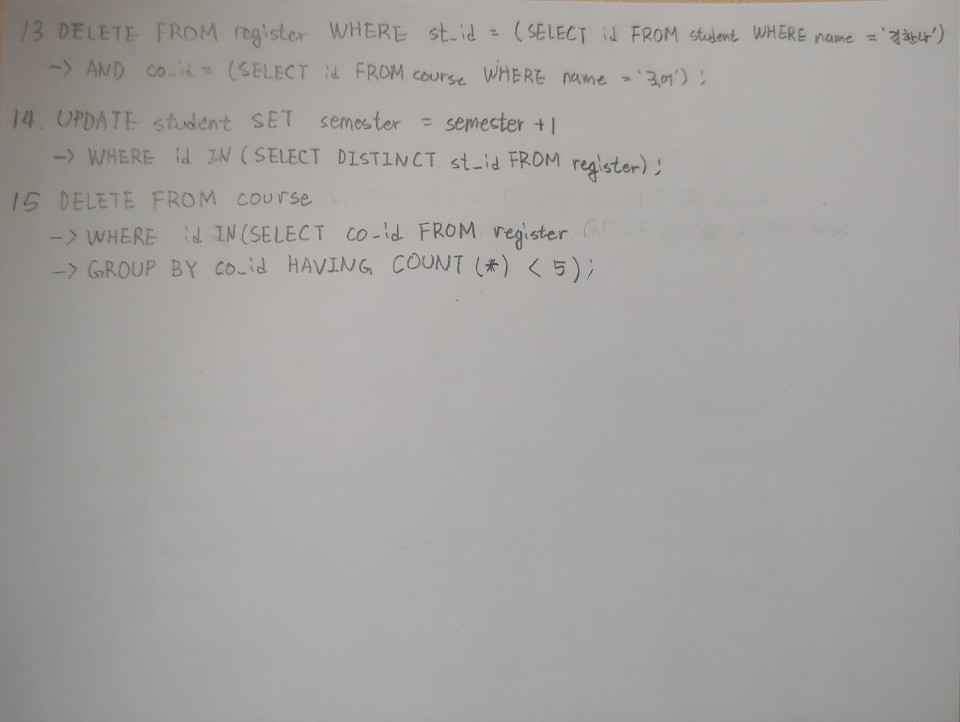 13. DELETE FROM register WHERE st_id = (SELECT id FROM student WHERE name = '김하나')
-> AND co_id = (SELECT id FROM course WHERE name = '국어');
14. UPDATE student SET semester = semester +1
-> WHERE id IN (SELECT DISTINCT st_id FROM register);
15 DELETE FROM course
-> WHERE id IN(SELECT co_id FROM register
-> GROUP BY co_id HAVING COUNT (*) < 5);